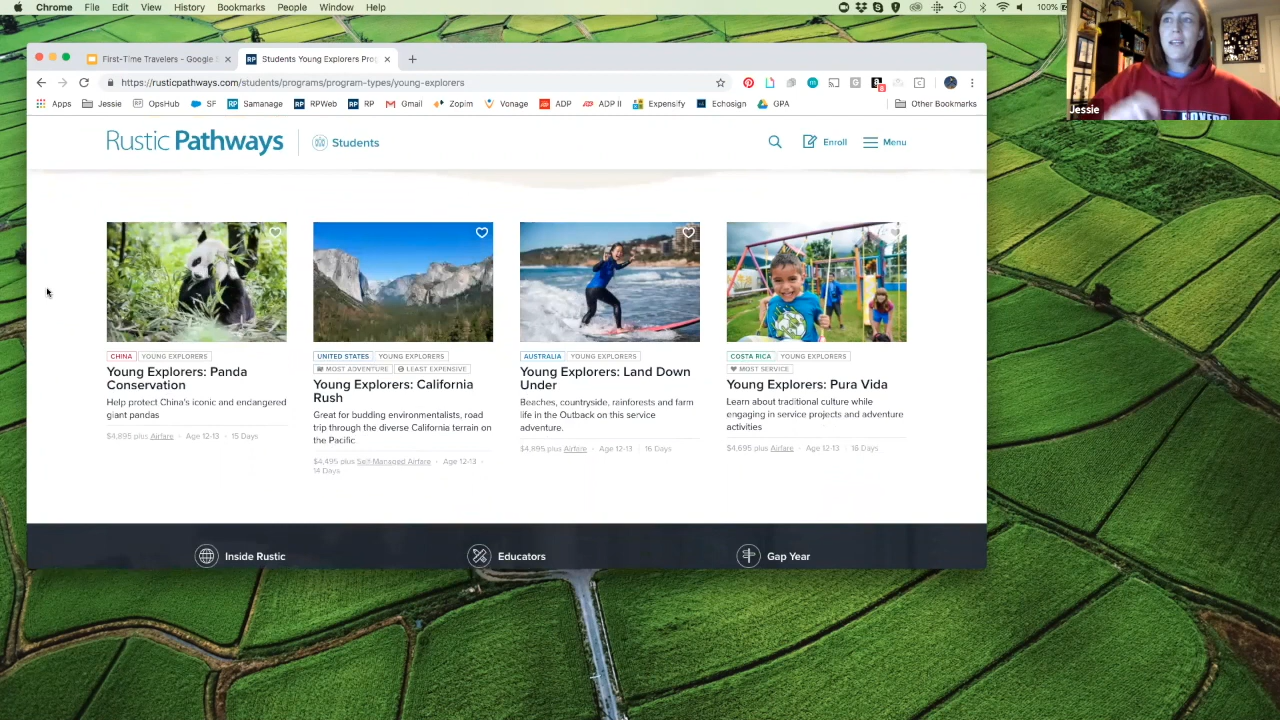 Chrome File Edit View History Bookmarks People Window Help
100%
First-Time Travelers - Google
Students Young Explorers Pro
https://rusticpathways.com/students/programs/program-types/young-explorers
Apps Jessie OpsHub SF Samanage RPWeb RP Gmail Zopim Vonage ADP ADP II Expensify Echosign GPA Other Bookmarks
Jessie
Rustic Pathways Students Enroll Menu
CHINA YOUNG EXPLORERS
Young Explorers: Panda
Conservation
Help protect China's iconic and endangered
giant pandas
$4,895 plus Airfare · Age 12-13 · 15 Days
UNITED STATES YOUNG EXPLORERS
MOST ADVENTURE LEAST EXPENSIVE
Young Explorers: California
Rush
Great for budding environmentalists, road
trip through the diverse California terrain on
the Pacific.
$4,495 plus Self-Managed Airfare · Age 12-13 ·
14 Days
AUSTRALIA YOUNG EXPLORERS
Young Explorers: Land Down
Under
Beaches, countryside, rainforests and farm
life in the Outback on this service
adventure.
$4,895 plus Airfare · Age 12-13 · 16 Days
COSTA RICA YOUNG EXPLORERS
MOST SERVICE
Young Explorers: Pura Vida
Learn about traditional culture while
engaging in service projects and adventure
activities
$4,695 plus Airfare · Age 12-13 · 16 Days
Inside Rustic Educators Gap Year